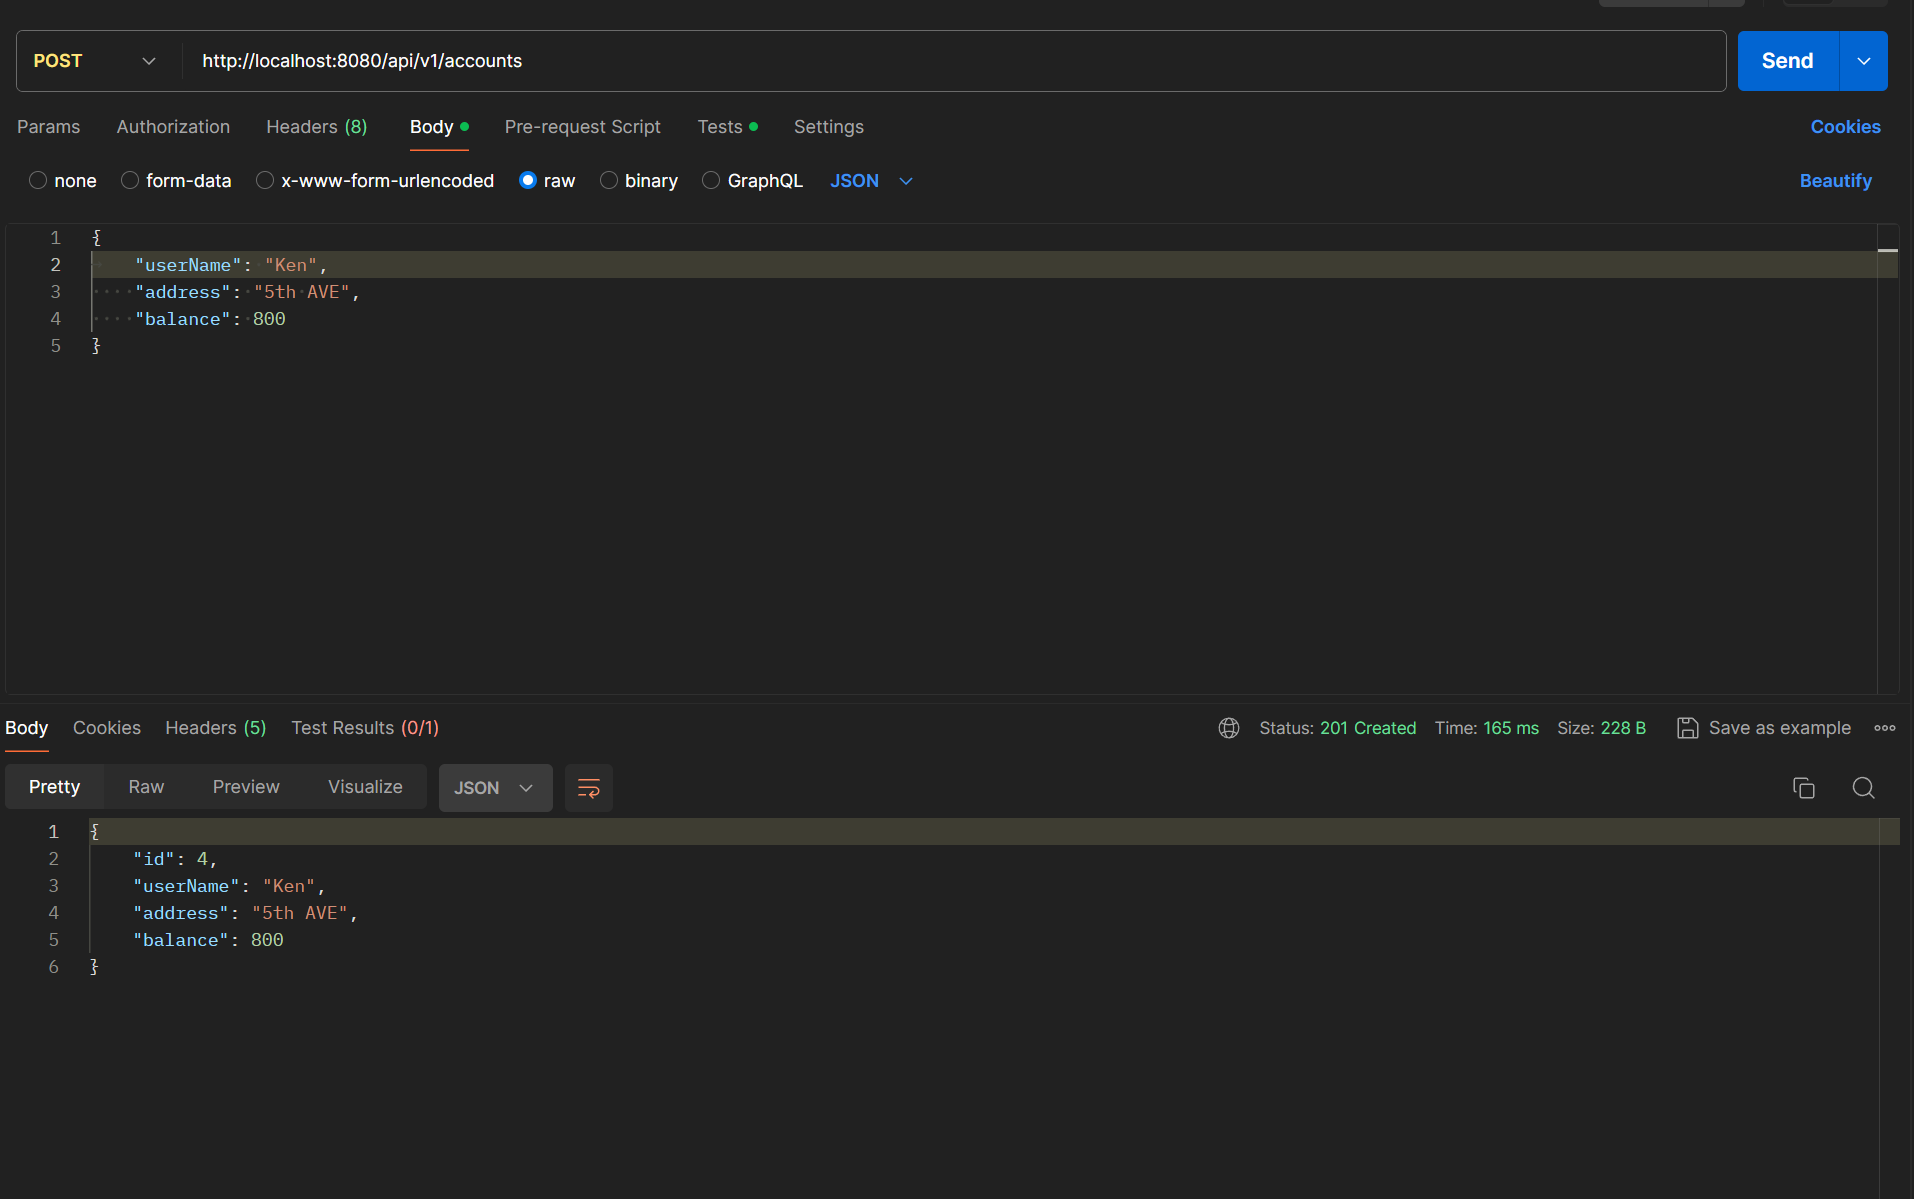 POST http://localhost:8080/api/v1/accounts Send
Params Authorization Headers (8) Body Pre-request Script Tests Settings Cookies
none form-data x-www-form-urlencoded raw binary GraphQL JSON Beautify
1 {
2 "userName": "Ken",
3 "address": "5th AVE",
4 "balance": 800
5 }
Body Cookies Headers (5) Test Results (0/1) Status: 201 Created Time: 165 ms Size: 228 B Save as example
Pretty Raw Preview Visualize JSON
1 {
2 "id": 4,
3 "userName": "Ken",
4 "address": "5th AVE",
5 "balance": 800
6 }